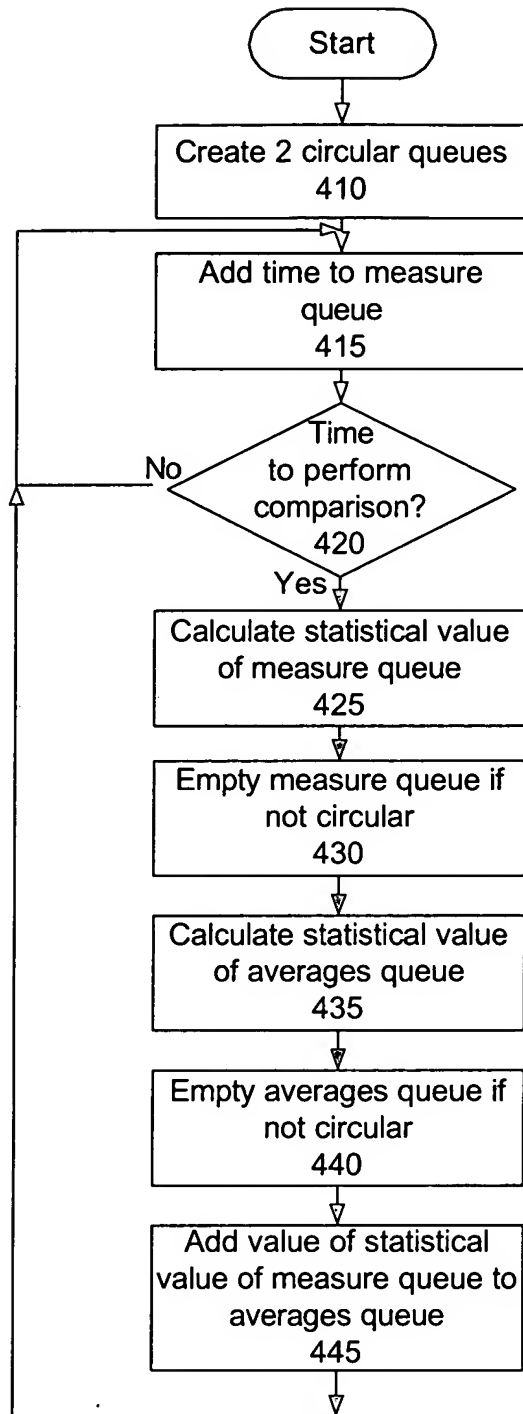 Start
Create 2 circular queues
410
Add time to measure
queue
415
Time
to perform
comparison?
420
No
Yes
Calculate statistical value
of measure queue
425
Empty measure queue if
not circular
430
Calculate statistical value
of averages queue
435
Empty averages queue if
not circular
440
Add value of statistical
value of measure queue to
averages queue
445